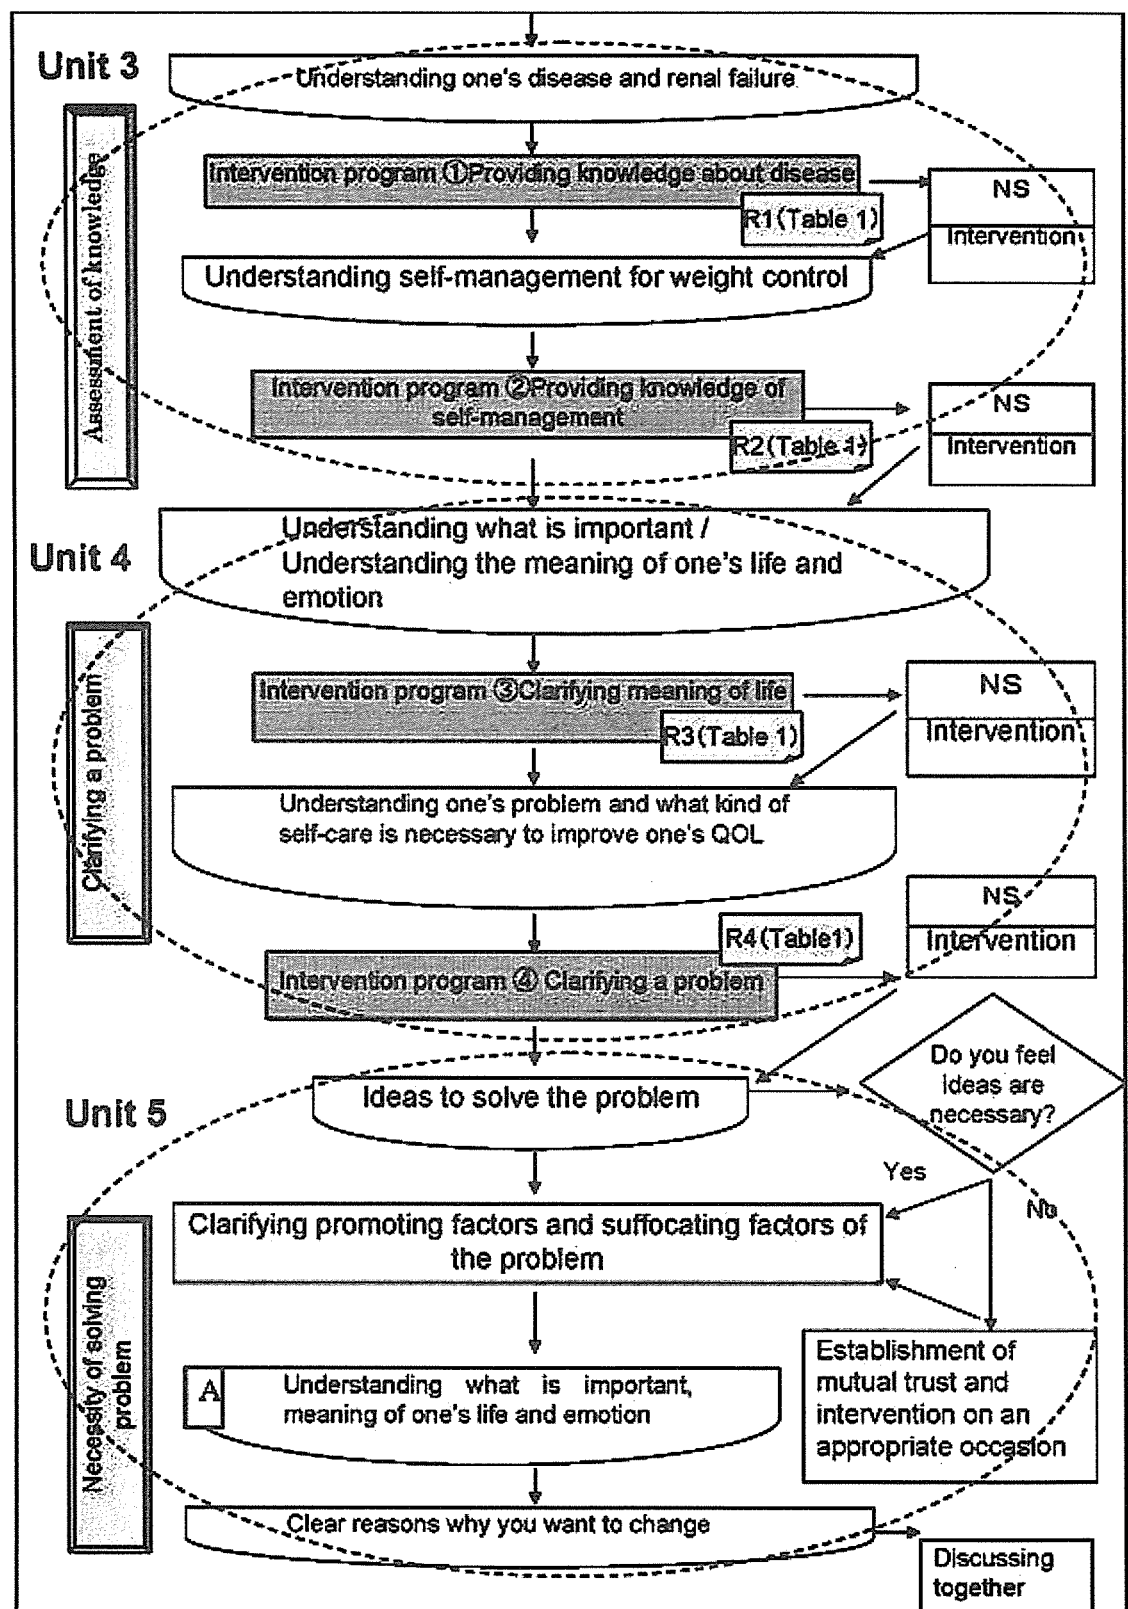 Unit 3
Understanding one's disease and renal failure
Assessment of knowledge
Intervention program ①Providing knowledge about disease
R1(Table 1)
NS
Intervention
Understanding self-management for weight control
Intervention program ②Providing knowledge of
self-management
R2(Table 1)
NS
Intervention
Unit 4
Understanding what is important /
Understanding the meaning of one's life and
emotion
Clarifying a problem
Intervention program ③Clarifying meaning of life
R3(Table 1)
NS
Intervention
Understanding one's problem and what kind of
self-care is necessary to improve one's QOL
NS
Intervention
R4(Table1)
Intervention program ④ Clarifying a problem
Unit 5
Ideas to solve the problem
Do you feel
ideas are
necessary?
Yes
No
Necessity of solving
problem
Clarifying promoting factors and suffocating factors of
the problem
Establishment of
mutual trust and
intervention on an
appropriate occasion
A
Understanding what is important,
meaning of one's life and emotion
Clear reasons why you want to change
Discussing
together